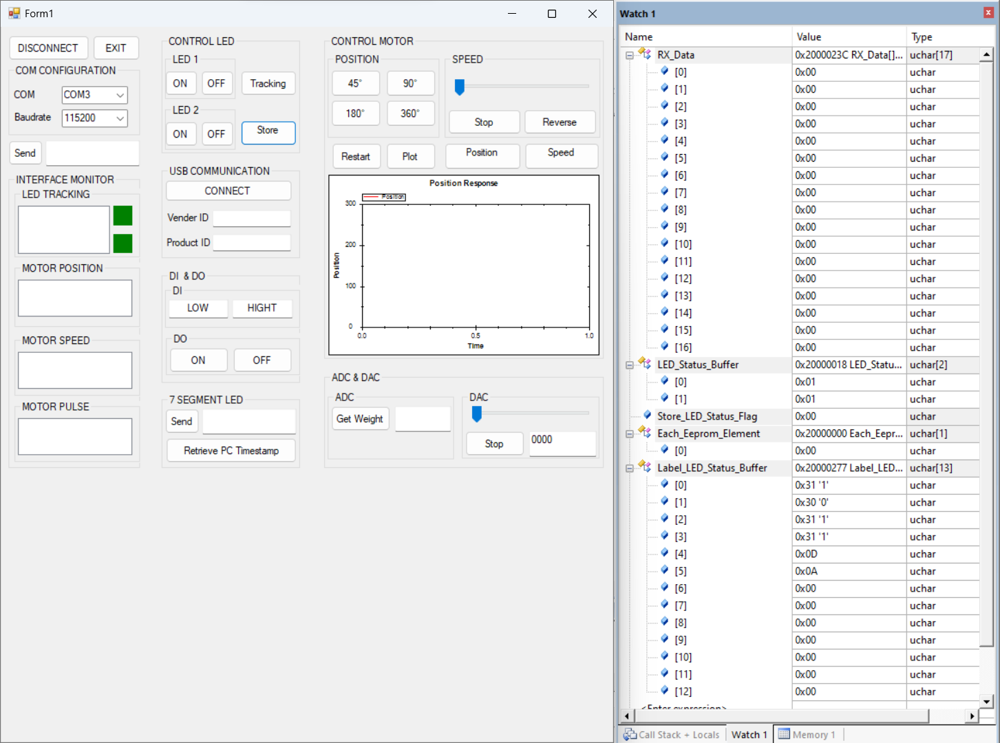 Form1
DISCONNECT
EXIT
COM CONFIGURATION
COM
COM3
Baudrate
115200
Send
INTERFACE MONITOR
LED TRACKING
MOTOR POSITION
MOTOR SPEED
MOTOR PULSE
CONTROL LED
LED 1
ON
OFF
Tracking
LED 2
ON
OFF
Store
USB COMMUNICATION
CONNECT
Vender ID
Product ID
DI & DO
DI
LOW
HIGHT
DO
ON
OFF
7 SEGMENT LED
Send
Retrieve PC Timestamp
CONTROL MOTOR
POSITION
45°
90°
180°
360°
SPEED
Stop
Reverse
Restart
Plot
Position
Speed
Position Response
Position
300
200
100
0
Position
0.0
0.5
1.0
Time
ADC & DAC
ADC
Get Weight
DAC
Stop
0000
Watch 1
Name Value Type
RX_Data 0x2000023C RX_Data[]... uchar[17]
[0] 0x00 uchar
[1] 0x00 uchar
[2] 0x00 uchar
[3] 0x00 uchar
[4] 0x00 uchar
[5] 0x00 uchar
[6] 0x00 uchar
[7] 0x00 uchar
[8] 0x00 uchar
[9] 0x00 uchar
[10] 0x00 uchar
[11] 0x00 uchar
[12] 0x00 uchar
[13] 0x00 uchar
[14] 0x00 uchar
[15] 0x00 uchar
[16] 0x00 uchar
LED_Status_Buffer 0x20000018 LED_Statu... uchar[2]
[0] 0x01 uchar
[1] 0x01 uchar
Store_LED_Status_Flag 0x00 uchar
Each_Eeprom_Element 0x20000000 Each_Eepr... uchar[1]
[0] 0x00 uchar
Label_LED_Status_Buffer 0x20000277 Label_LED... uchar[13]
[0] 0x31 '1' uchar
[1] 0x30 '0' uchar
[2] 0x31 '1' uchar
[3] 0x31 '1' uchar
[4] 0x0D uchar
[5] 0x0A uchar
[6] 0x00 uchar
[7] 0x00 uchar
[8] 0x00 uchar
[9] 0x00 uchar
[10] 0x00 uchar
[11] 0x00 uchar
[12] 0x00 uchar
<Enter expression>
Call Stack + Locals
Watch 1
Memory 1